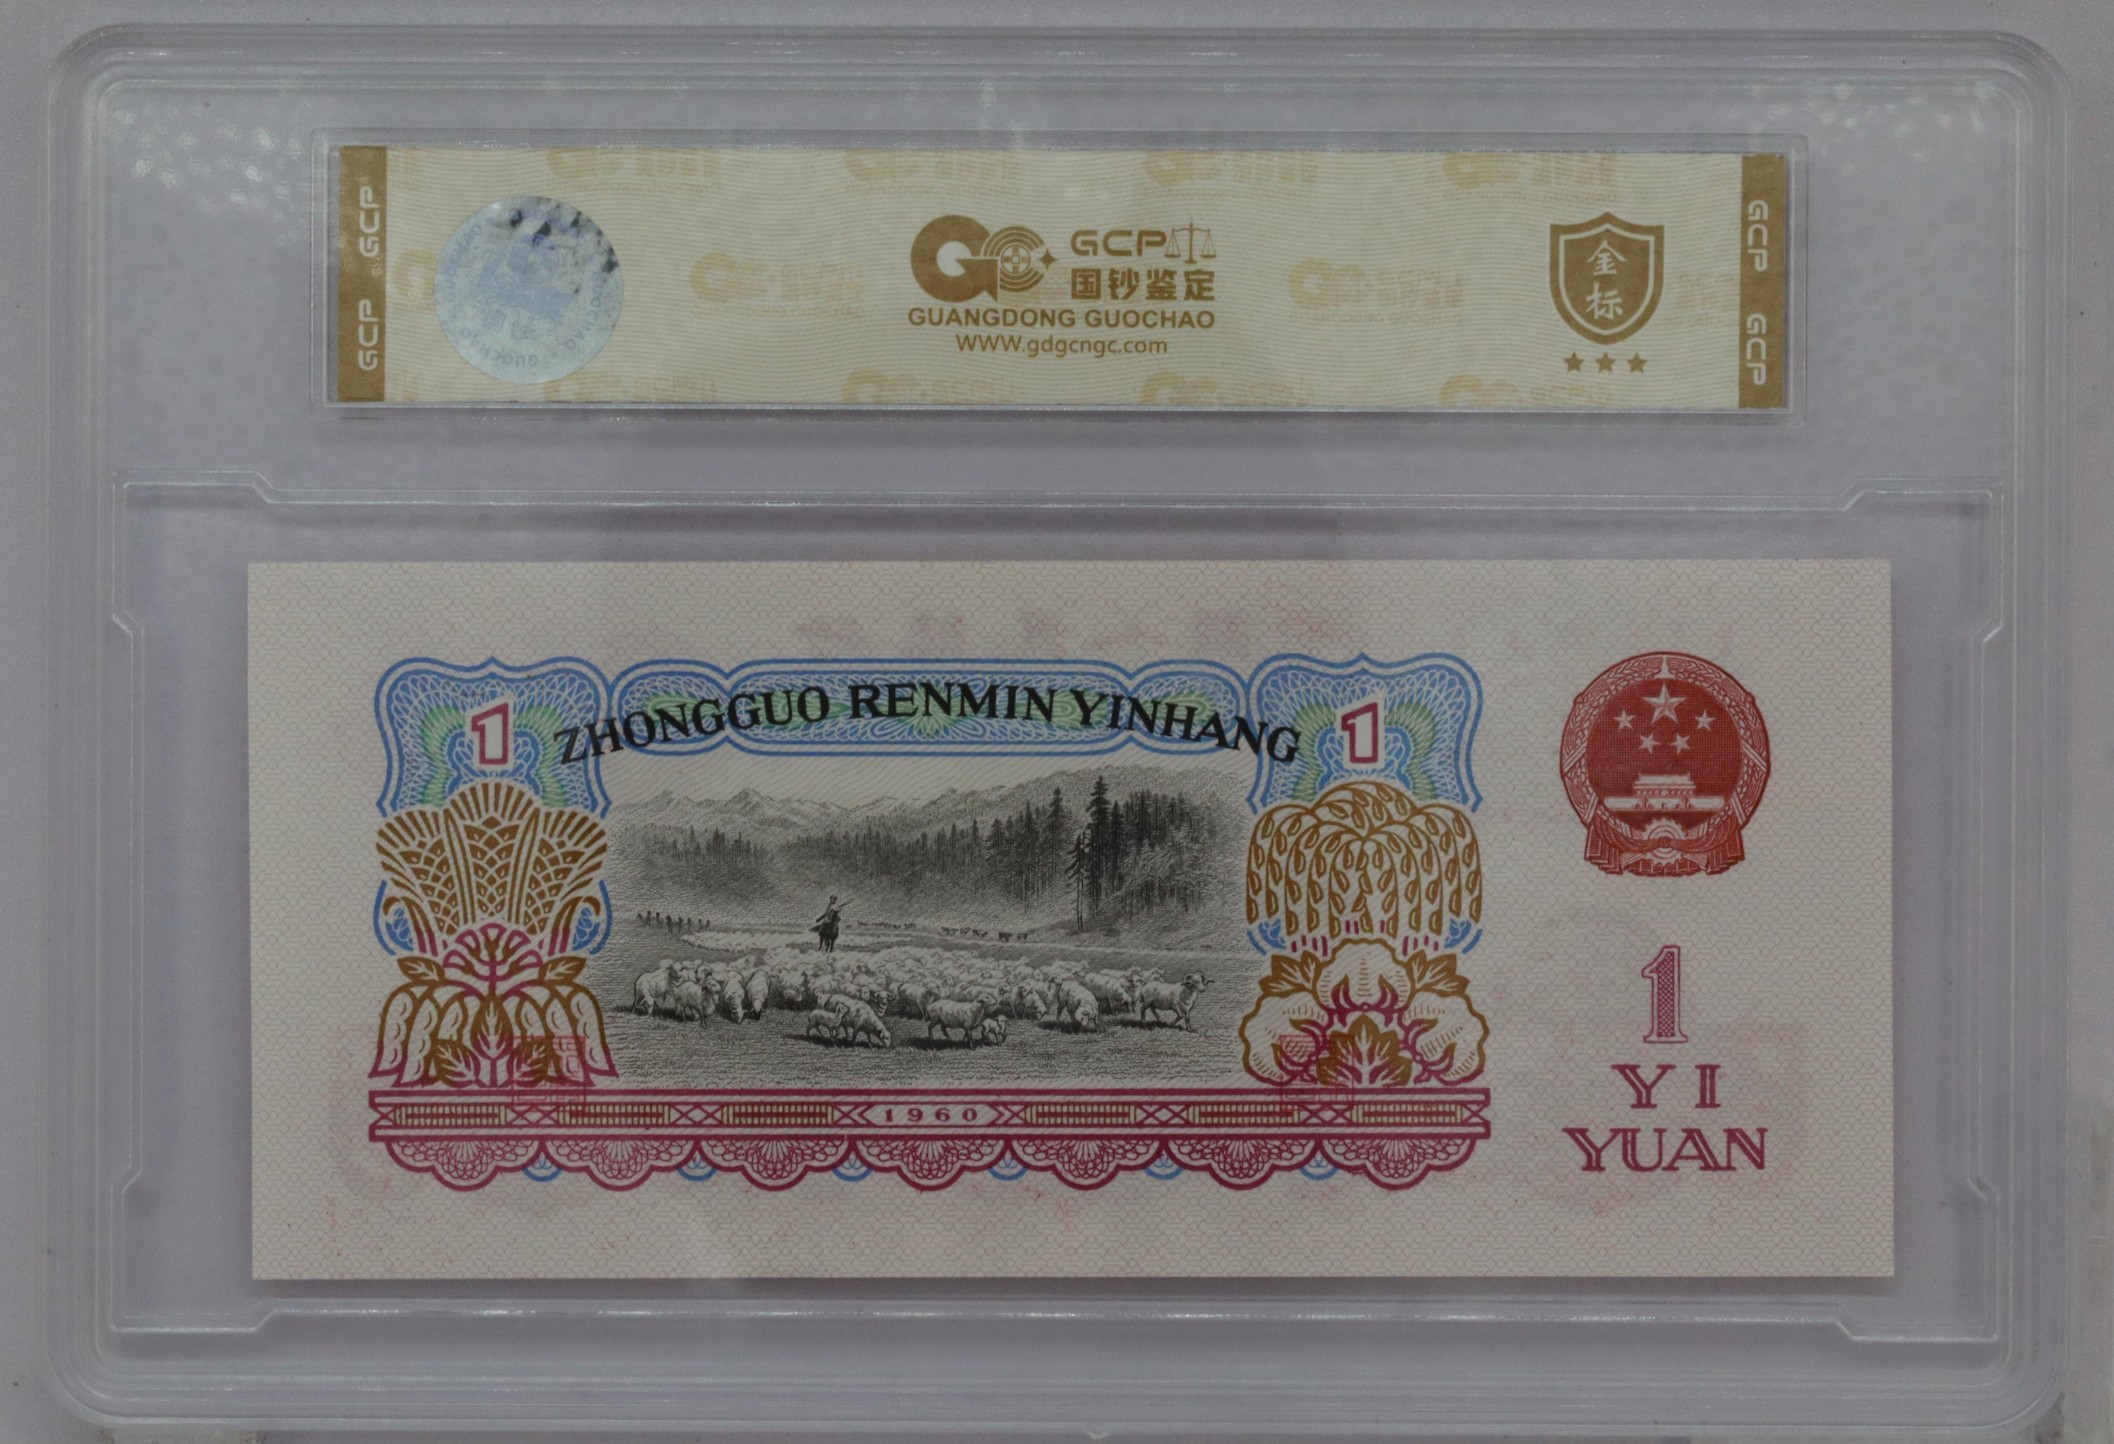 GCP
国钞鉴定
GUANGDONG GUOCHAO
www.gdgcngc.com
金
标
GCP GCP
GCP GCP
ZHONGGUO RENMIN YINHANG
1
1
1960
1
YI
YUAN